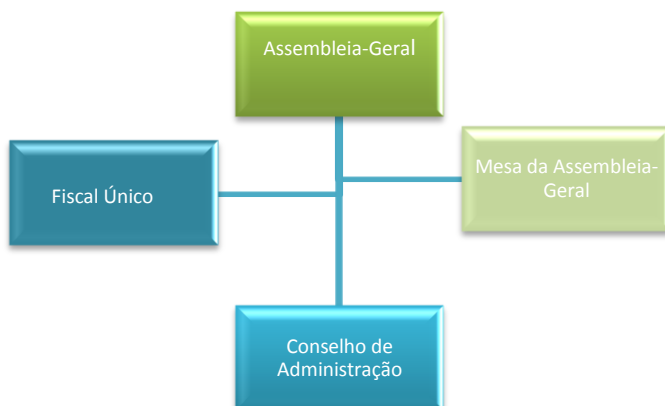 Assembleia-Geral
Mesa da Assembleia-
Geral
Fiscal Único
Conselho de
Administração